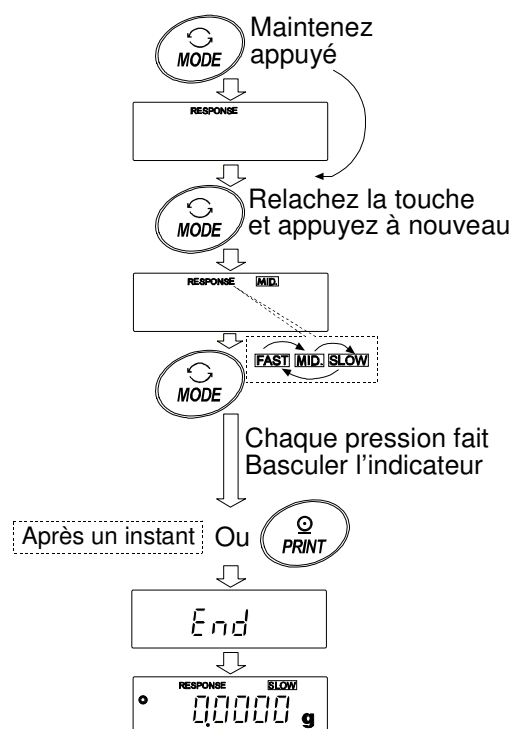 Maintenez
appuyé
MODE
RESPONSE
Relachez la touche
et appuyez à nouveau
MODE
RESPONSE MID.
FAST MID. SLOW
MODE
Chaque pression fait
Basculer l'indicateur
Après un instant Ou PRINT
End
RESPONSE SLOW
0.0000 g